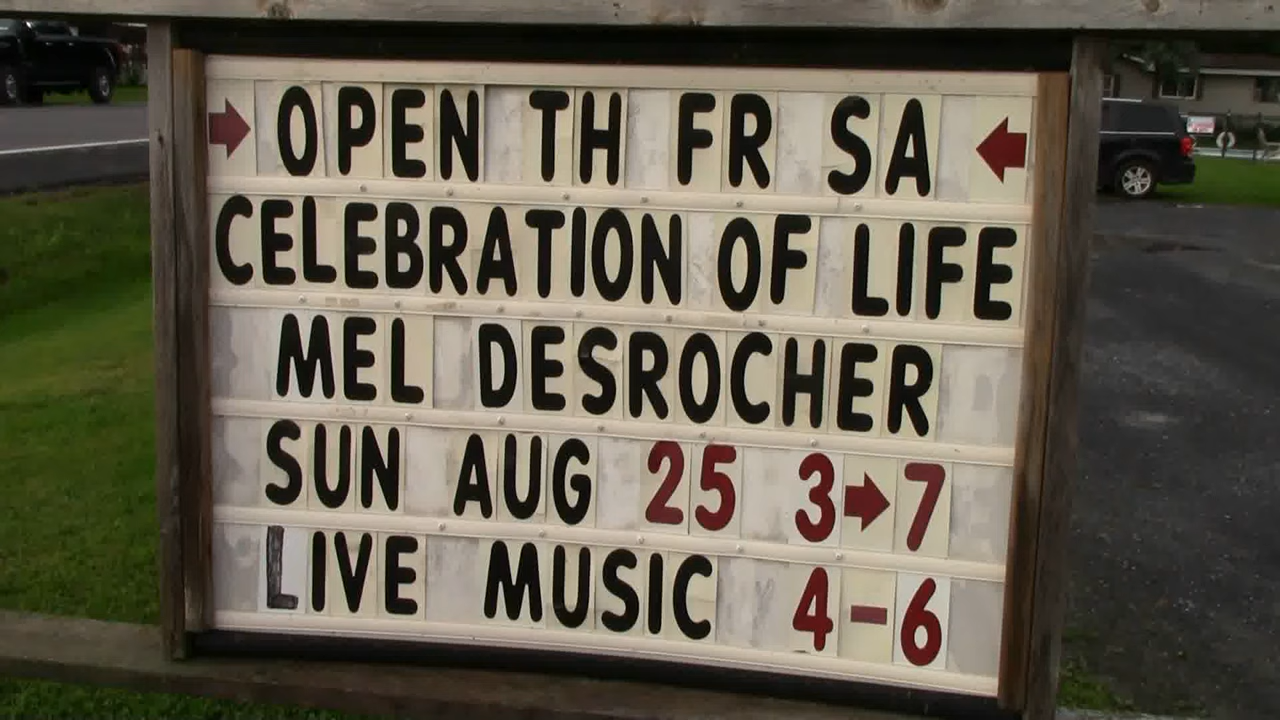 → OPEN TH FR SA ←
CELEBRATION OF LIFE
MEL DESROCHER
SUN AUG 25 3→7
LIVE MUSIC 4-6